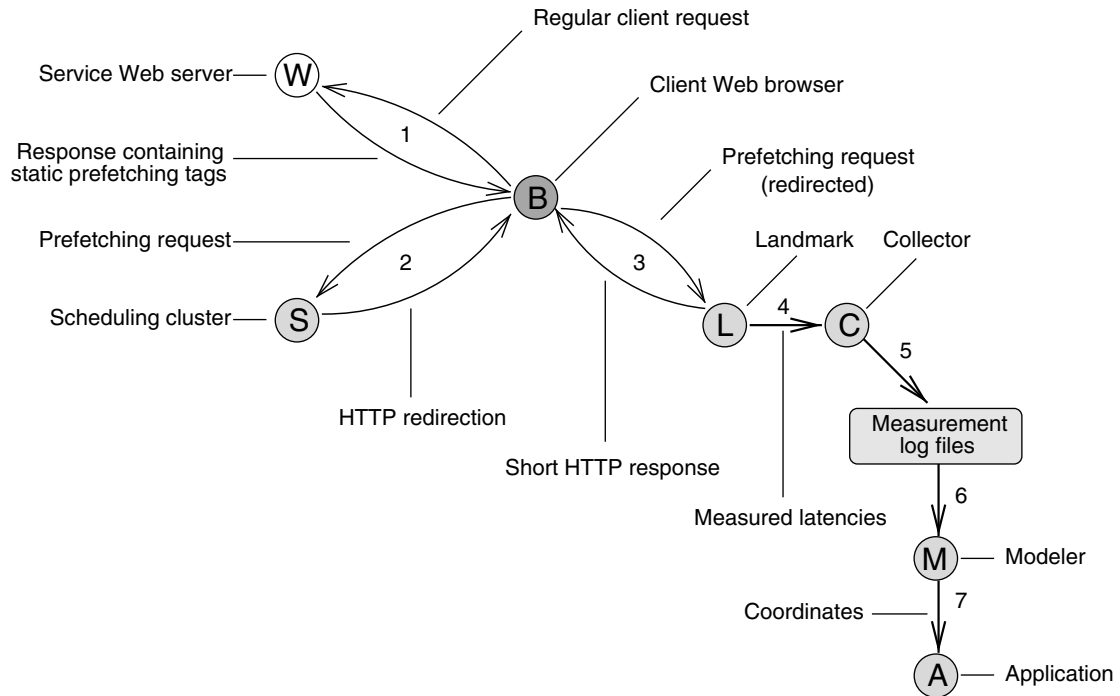 Regular client request
Service Web server
W
Client Web browser
1
Response containing
static prefetching tags
Prefetching request
(redirected)
B
Prefetching request
2
3
Landmark
Collector
Scheduling cluster
S
L
4
C
5
HTTP redirection
Measurement
log files
Short HTTP response
6
Measured latencies
M
Modeler
Coordinates
7
A
Application